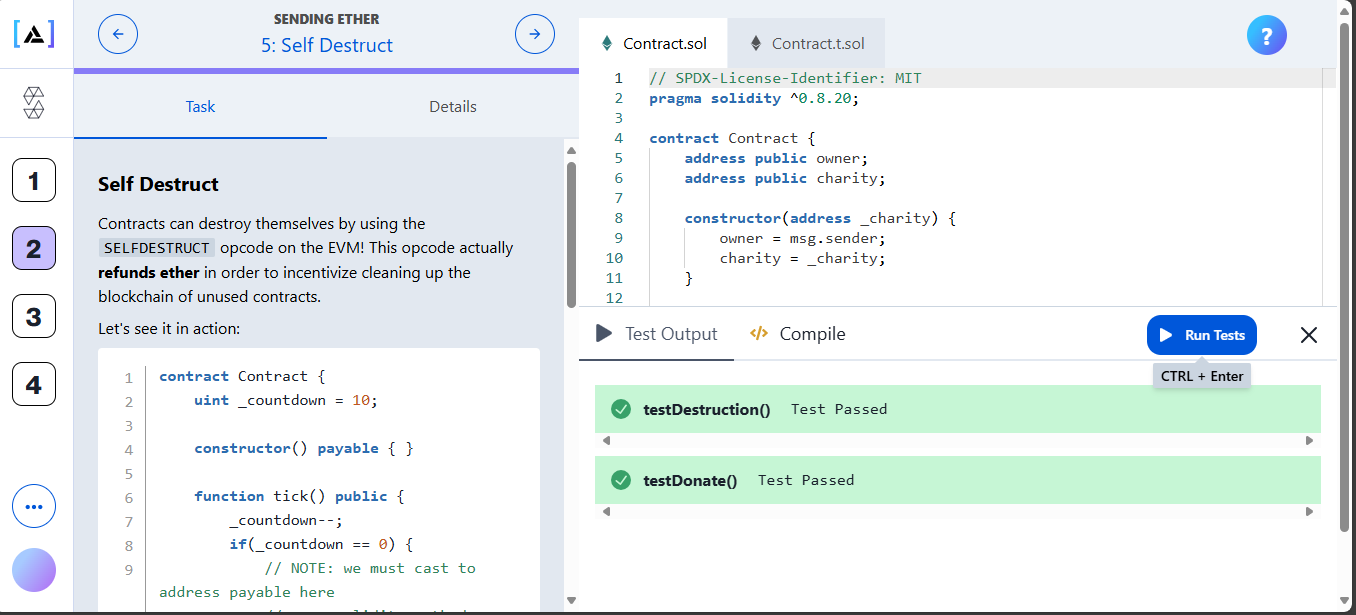 SENDING ETHER
5: Self Destruct
1
2
3
4
Task
Details
Self Destruct
Contracts can destroy themselves by using the
SELFDESTRUCT opcode on the EVM! This opcode actually
refunds ether in order to incentivize cleaning up the
blockchain of unused contracts.
Let's see it in action:
1 contract Contract {
2 uint _countdown = 10;
3
4 constructor() payable { }
5
6 function tick() public {
7 _countdown--;
8 if(_countdown == 0) {
9 // NOTE: we must cast to
address payable here
Contract.sol
Contract.t.sol
?
1 // SPDX-License-Identifier: MIT
2 pragma solidity ^0.8.20;
3
4 contract Contract {
5 address public owner;
6 address public charity;
7
8 constructor(address _charity) {
9 owner = msg.sender;
10 charity = _charity;
11 }
12
Test Output
</> Compile
Run Tests
CTRL + Enter
testDestruction() Test Passed
testDonate() Test Passed